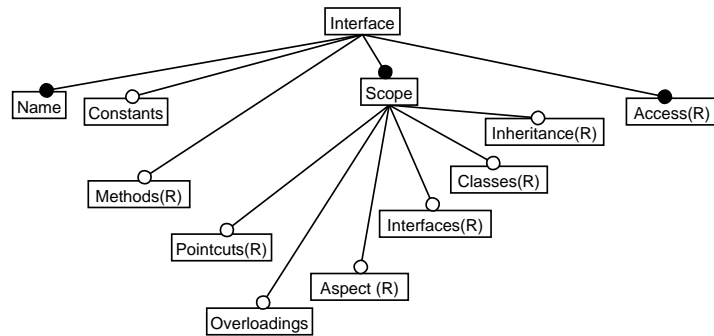 Interface
Name
Constants
Scope
Access(R)
Inheritance(R)
Classes(R)
Methods(R)
Interfaces(R)
Pointcuts(R)
Aspect (R)
Overloadings